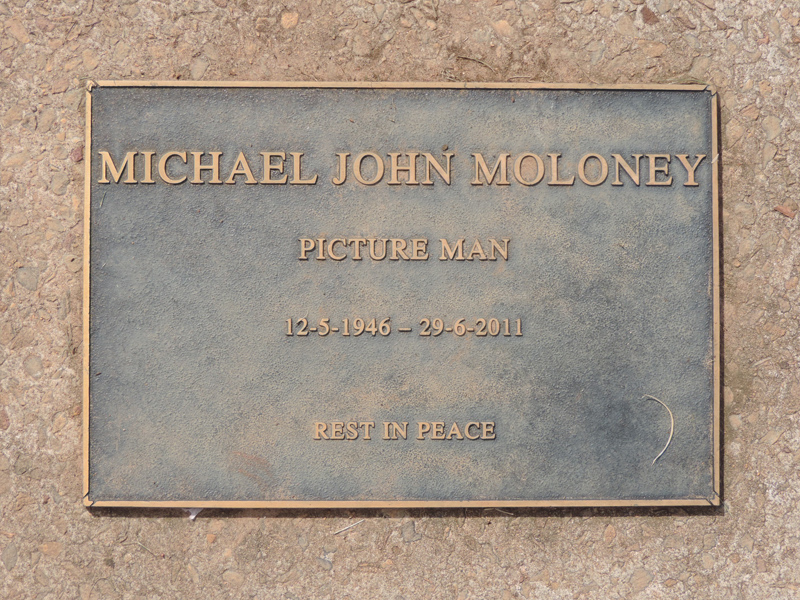 MICHAEL JOHN MOLONEY
PICTURE MAN
12-5-1946 – 29-6-2011
REST IN PEACE